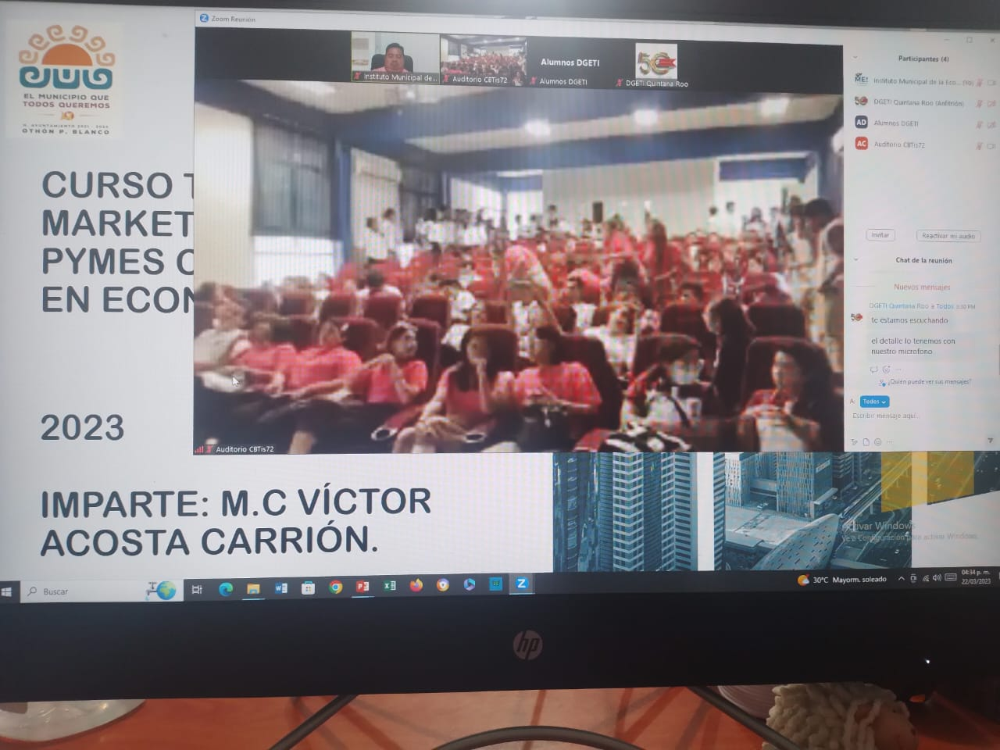 EL MUNICIPIO QUE
TODOS QUEREMOS
H. AYUNTAMIENTO 2021 - 2024
OTHÓN P. BLANCO
CURSO T
MARKET
PYMES C
EN ECON
2023
IMPARTE: M.C VÍCTOR
ACOSTA CARRIÓN.
Zoom Reunión
Instituto Municipal de...
Auditorio CBTis72
Alumnos DGETI
Alumnos DGETI
DGETI Quintana Roo
Auditorio CBTis72
Participantes (4)
Instituto Municipal de la Eco... (Yo)
DGETI Quintana Roo (Anfitrión)
AD Alumnos DGETI
AC Auditorio CBTis72
Invitar
Reactivar mi audio
Chat de la reunión
Nuevos mensajes
DGETI Quintana Roo a Todos 3:30 PM
te estamos escuchando
el detalle lo tenemos con
nuestro microfono
¿Quién puede ver sus mensajes?
A: Todos
Escribir mensaje aquí...
Activar Windows
Ve a Configuración para activar Windows.
Buscar
30°C Mayorm. soleado
04:34 p. m.
22/03/2023
hp